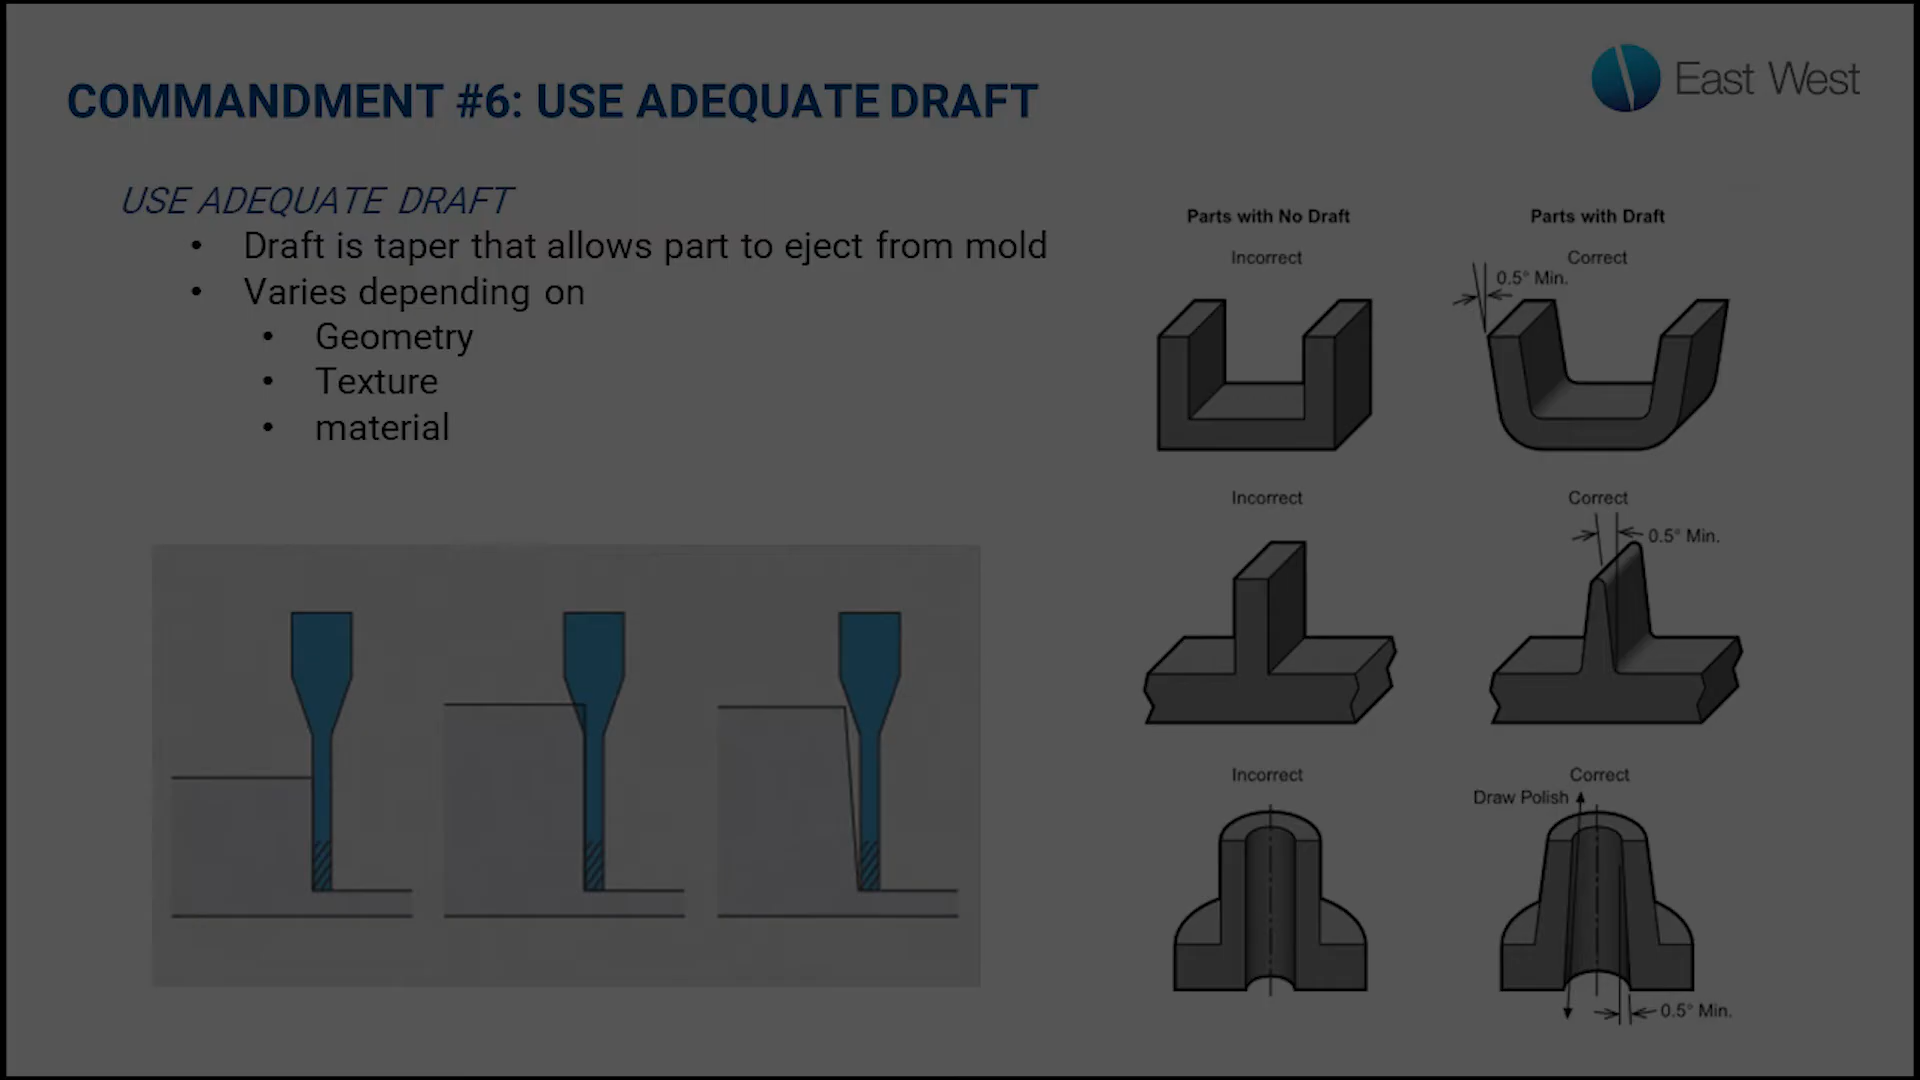 COMMANDMENT #6: USE ADEQUATE DRAFT
East West
USE ADEQUATE DRAFT
• Draft is taper that allows part to eject from mold
• Varies depending on
• Geometry
• Texture
• material
Parts with No Draft
Parts with Draft
Incorrect
Correct
0.5° Min.
Incorrect
Correct
0.5° Min.
Incorrect
Correct
Draw Polish
0.5° Min.